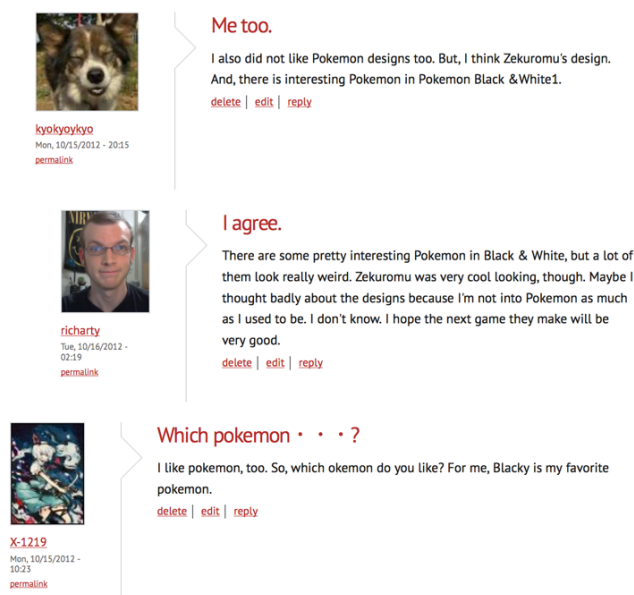 Me too.
I also did not like Pokemon designs too. But, I think Zekuromu's design.
And, there is interesting Pokemon in Pokemon Black &White1.
delete | edit | reply
kyokyoykyo
Mon, 10/15/2012 - 20:15
permalink
I agree.
There are some pretty interesting Pokemon in Black & White, but a lot of
them look really weird. Zekuromu was very cool looking, though. Maybe I
thought badly about the designs because I'm not into Pokemon as much
as I used to be. I don't know. I hope the next game they make will be
very good.
delete | edit | reply
richarty
Tue, 10/16/2012 -
02:19
permalink
Which pokemon・・・?
I like pokemon, too. So, which okemon do you like? For me, Blacky is my favorite
pokemon.
delete | edit | reply
X-1219
Mon, 10/15/2012 -
10:23
permalink